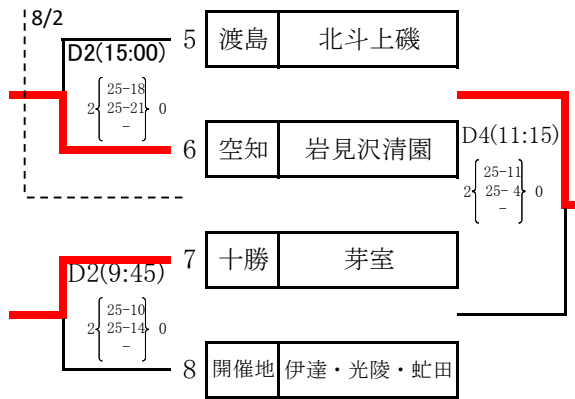 8/2
5 渡島 北斗上磯
D2(15:00)
25-18
2 25-21 0
-
6 空知 岩見沢清園
D4(11:15)
25-11
2 25- 4 0
-
7 十勝 芽室
D2(9:45)
25-10
2 25-14 0
-
8 開催地 伊達・光陵・虻田